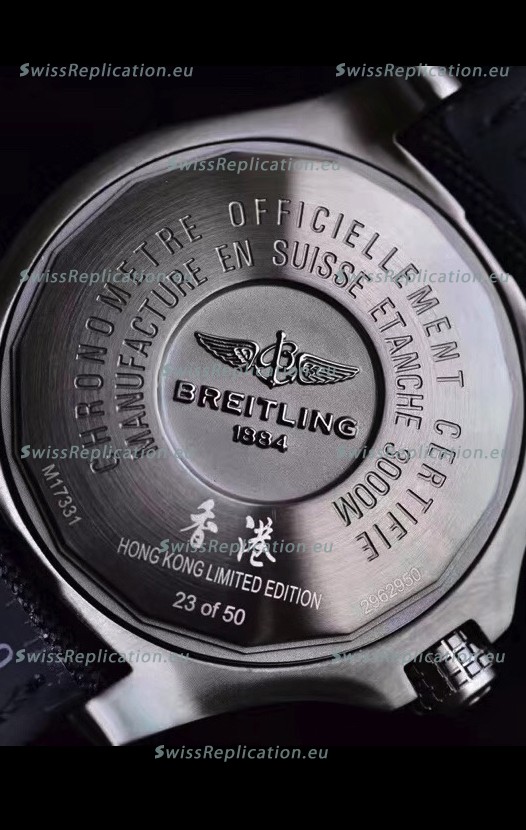 SwissReplication.eu SwissReplication.eu
SwissReplication.eu
CHRONOMETRE OFFICIELLEMENT CERTIFIE
MANUFACTURE EN SUISSE ETANCHE 3000M
SwissReplication.eu SwissReplication.eu
B
BREITLING
1884
SwissReplication.eu SwissReplication.eu
M17331
香港
SwissReplication.eu
HONG KONG LIMITED EDITION
23 of 50
2962950
SwissReplication.eu SwissReplication.eu
SwissReplication.eu